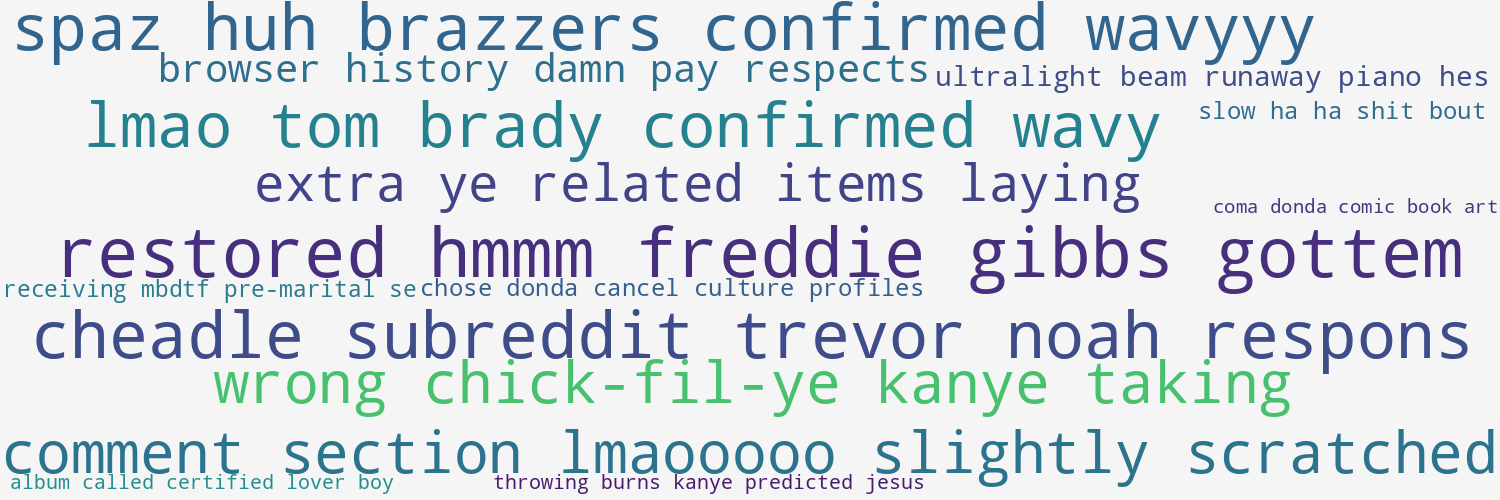 spaz huh brazzers confirmed wavyyy
browser history damn pay respects
ultralight beam runaway piano hes
lmao tom brady confirmed wavy
slow ha ha shit bout
extra ye related items laying
coma donda comic book art
restored hmmm freddie gibbs gottem
receiving mbdtf pre-marital se
chose donda cancel culture profiles
cheadle subreddit trevor noah respons
wrong chick-fil-ye kanye taking
comment section lmaooooo slightly scratched
album called certified lover boy
throwing burns kanye predicted jesus